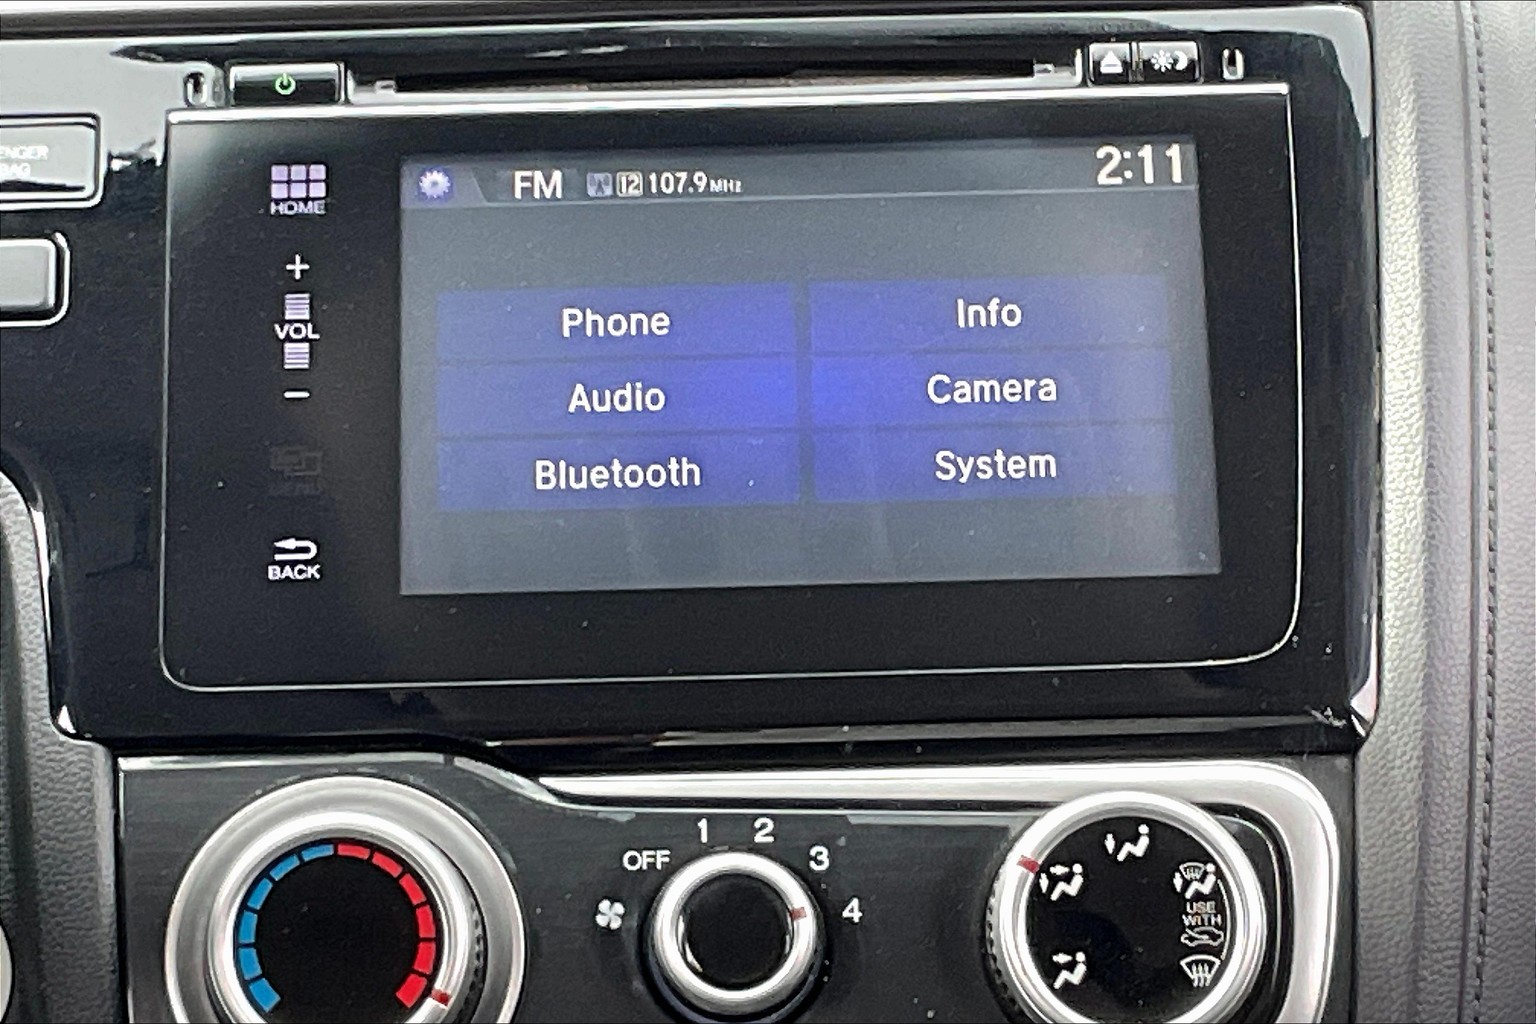 ENGER
HOME
FM 12 107.9 MHz 2:11
+
VOL
−
BACK
Phone
Info
Audio
Camera
Bluetooth
System
OFF
1
2
3
4
USE
WITH